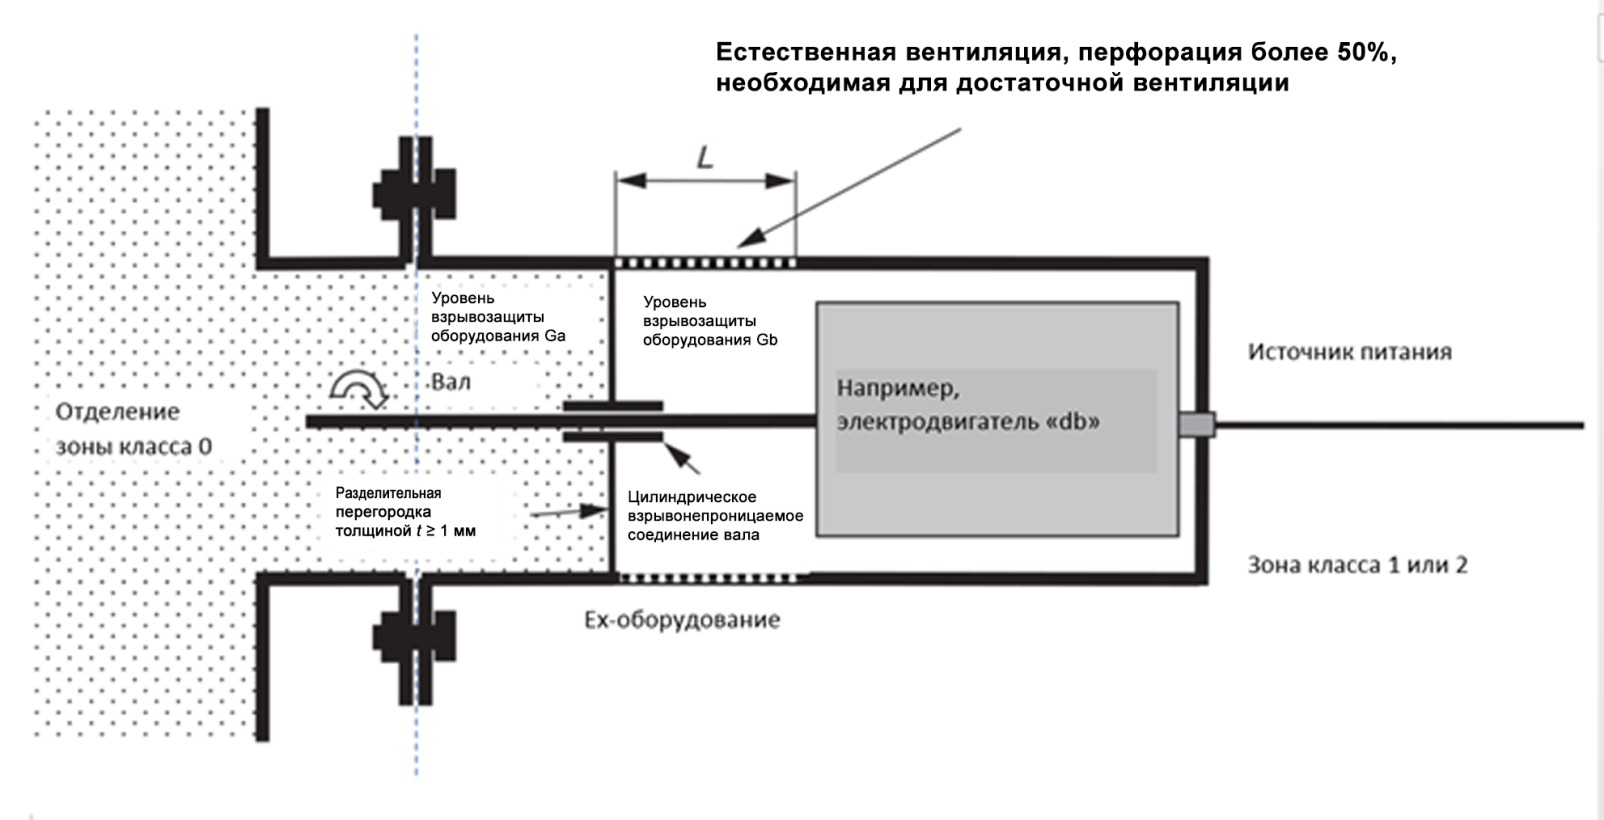 Естественная вентиляция, перфорация более 50%,
необходимая для достаточной вентиляции
L
Уровень
взрывозащиты
оборудования Ga
Уровень
взрывозащиты
оборудования Gb
Источник питания
Вал
Например,
электродвигатель «db»
Отделение
зоны класса 0
Разделительная
перегородка
толщиной t ≥ 1 мм
Цилиндрическое
взрывонепроницаемое
соединение вала
Зона класса 1 или 2
Ex-оборудование